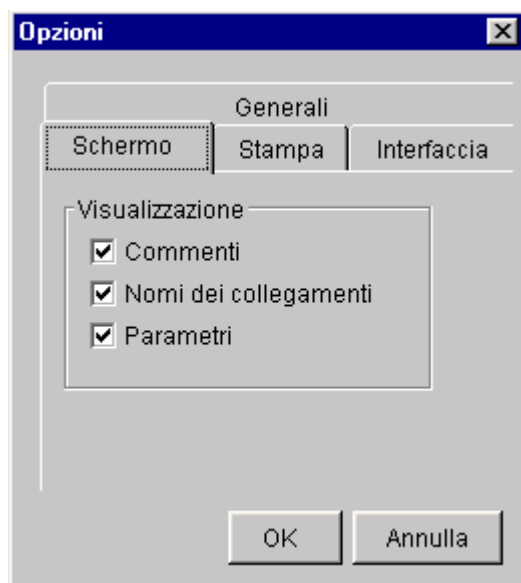 Opzioni
Generali
Schermo Stampa Interfaccia
Visualizzazione
Commenti
Nomi dei collegamenti
Parametri
OK Annulla